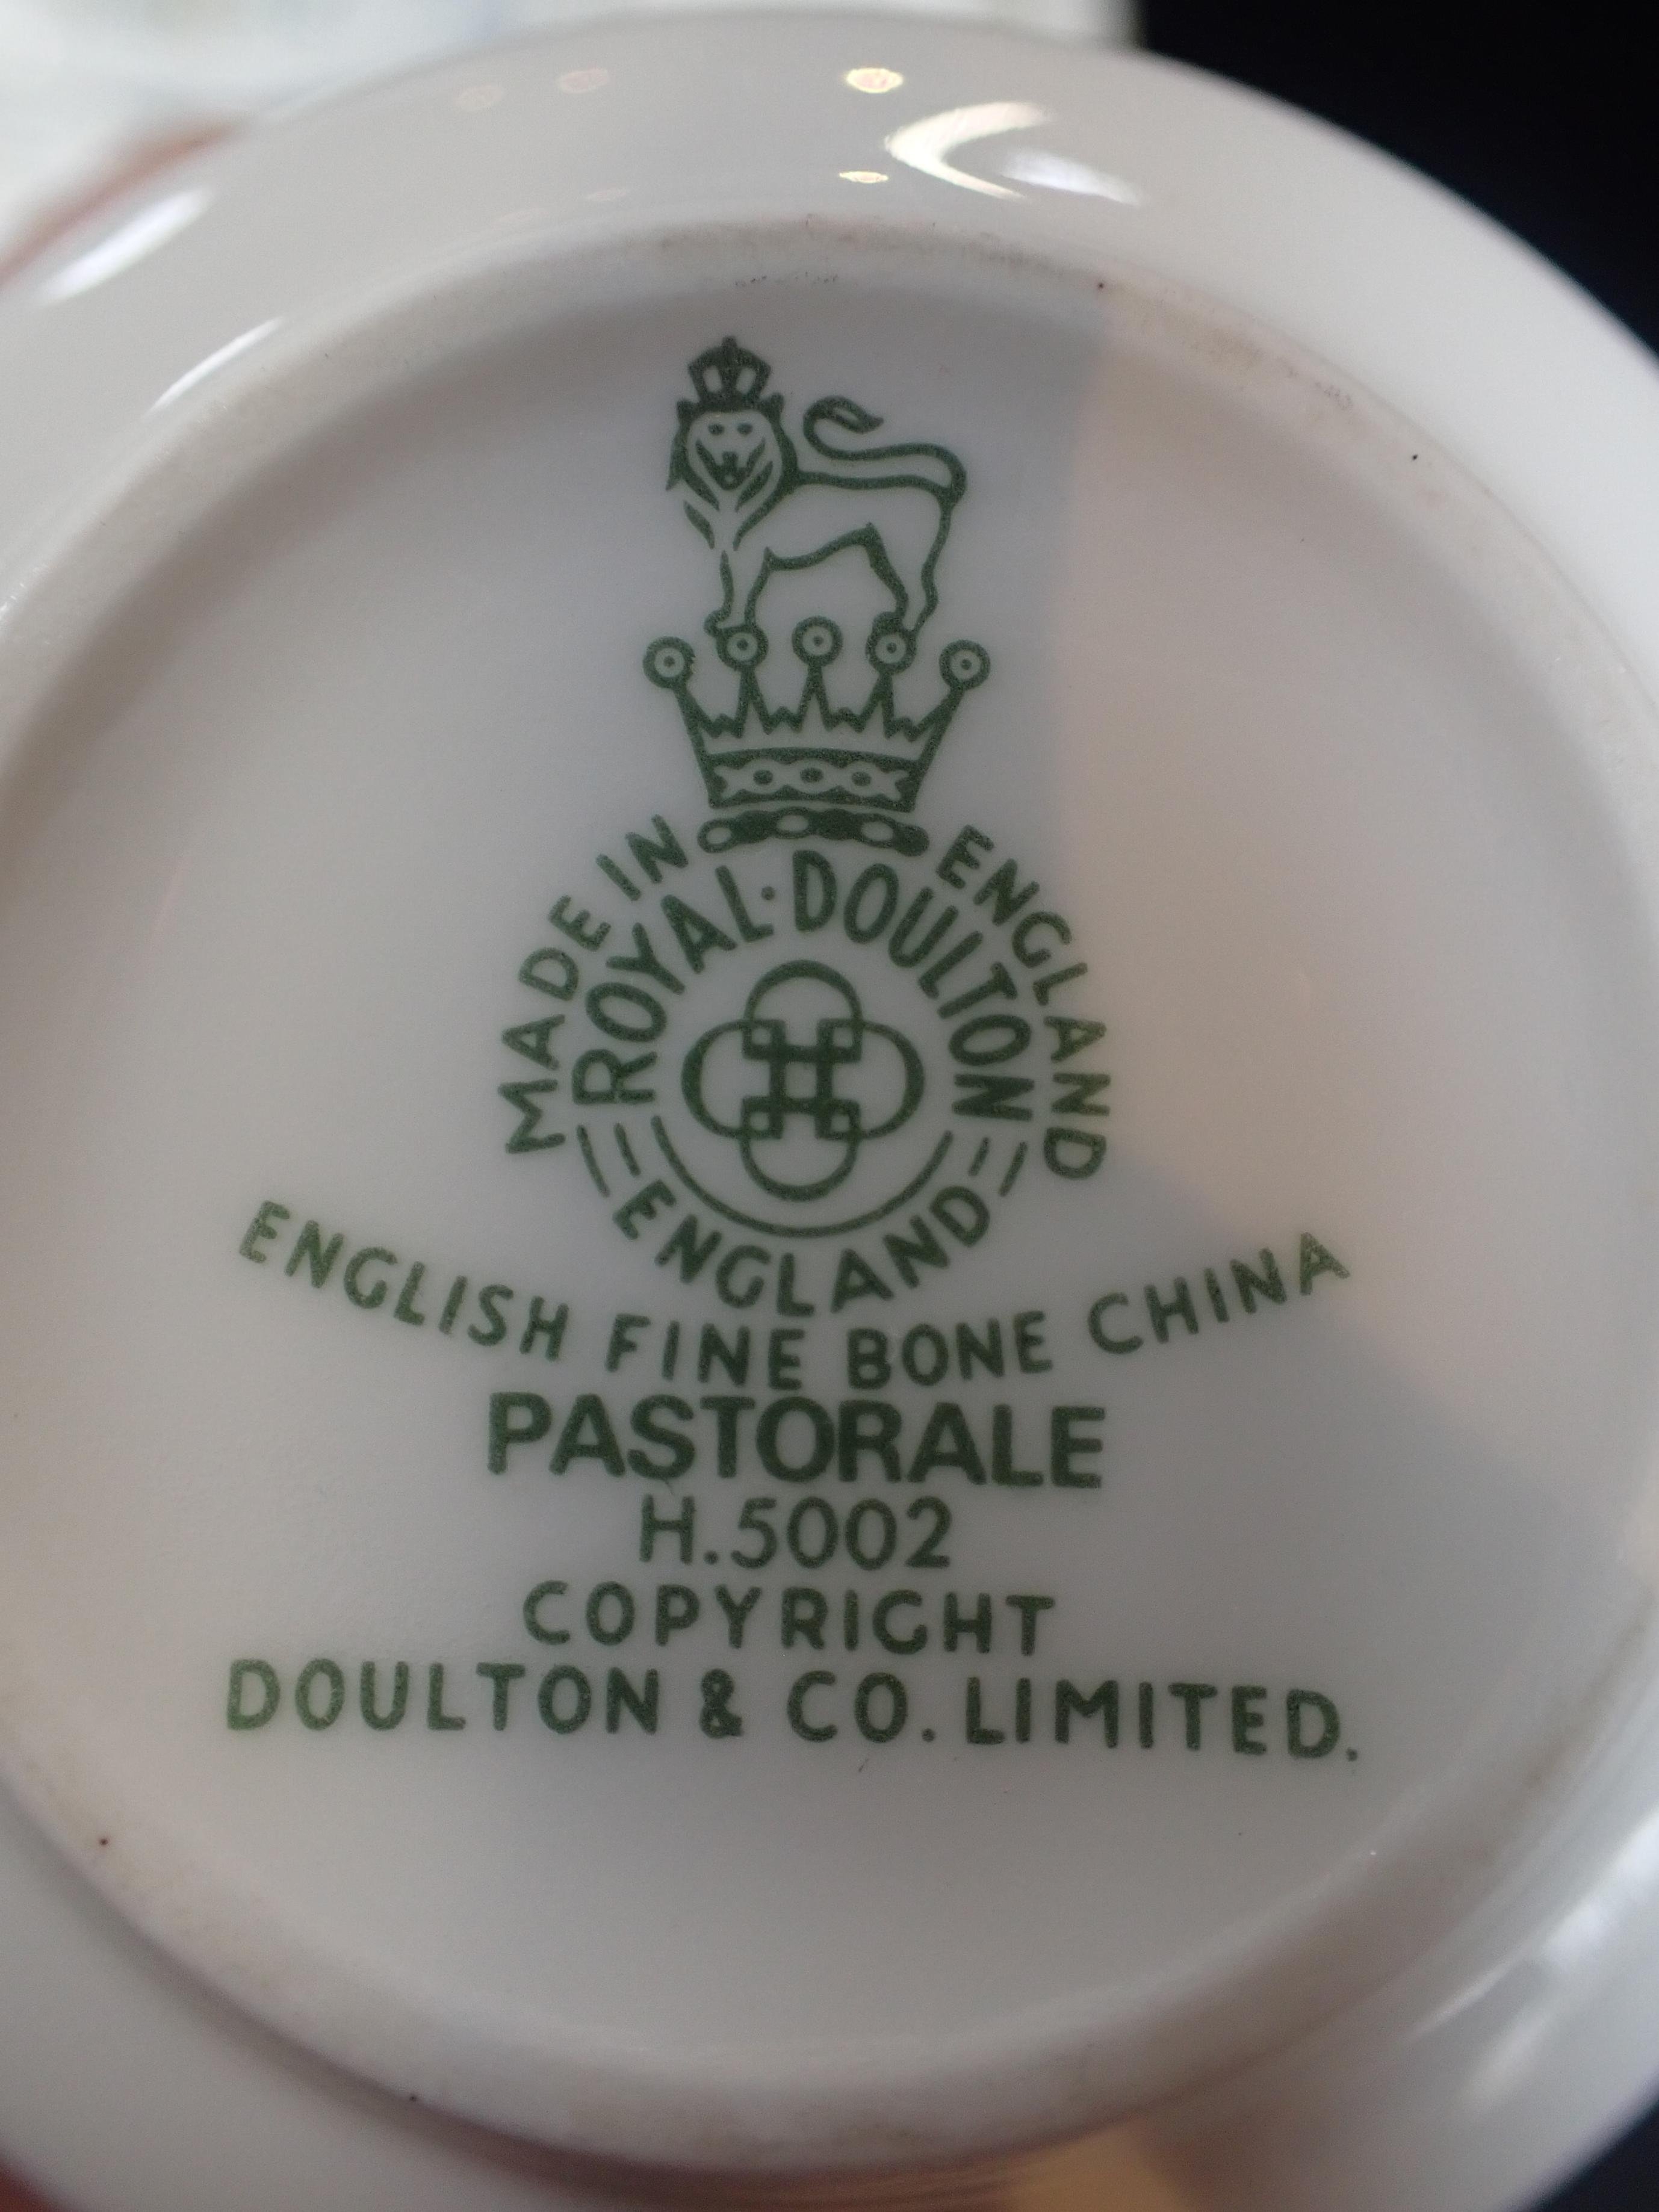 MADE IN ENGLAND
ROYAL·DOULTON
ENGLAND
ENGLISH FINE BONE CHINA
PASTORALE
H.5002
COPYRIGHT
DOULTON & CO. LIMITED.